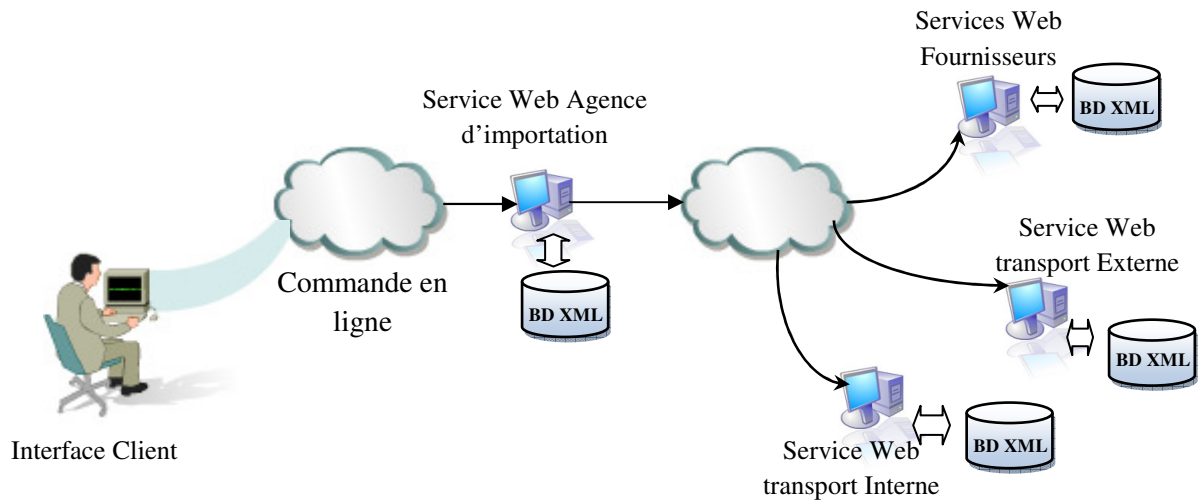 Services Web
Fournisseurs
BD XML
Service Web Agence
d’importation
BD XML
Commande en
ligne
Service Web
transport Externe
BD XML
BD XML
Service Web
transport Interne
Interface Client